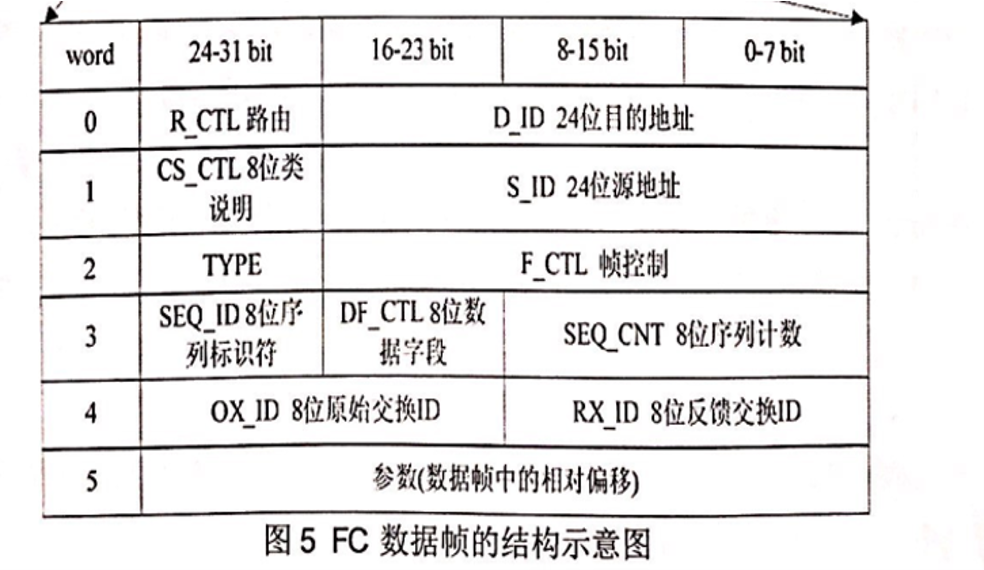 word 24-31 bit 16-23 bit 8-15 bit 0-7 bit
0 R_CTL 路由 D_ID 24位目的地址
1 CS_CTL 8位类
说明 S_ID 24位源地址
2 TYPE F_CTL 帧控制
3 SEQ_ID 8位序
列标识符 DF_CTL 8位数
据字段 SEQ_CNT 8位序列计数
4 OX_ID 8位原始交换ID RX_ID 8位反馈交换ID
5 参数(数据帧中的相对偏移)
图 5 FC 数据帧的结构示意图